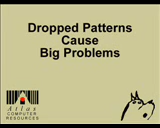 Dropped Patterns
Cause
Big Problems
Atlas
COMPUTER
RESOURCES